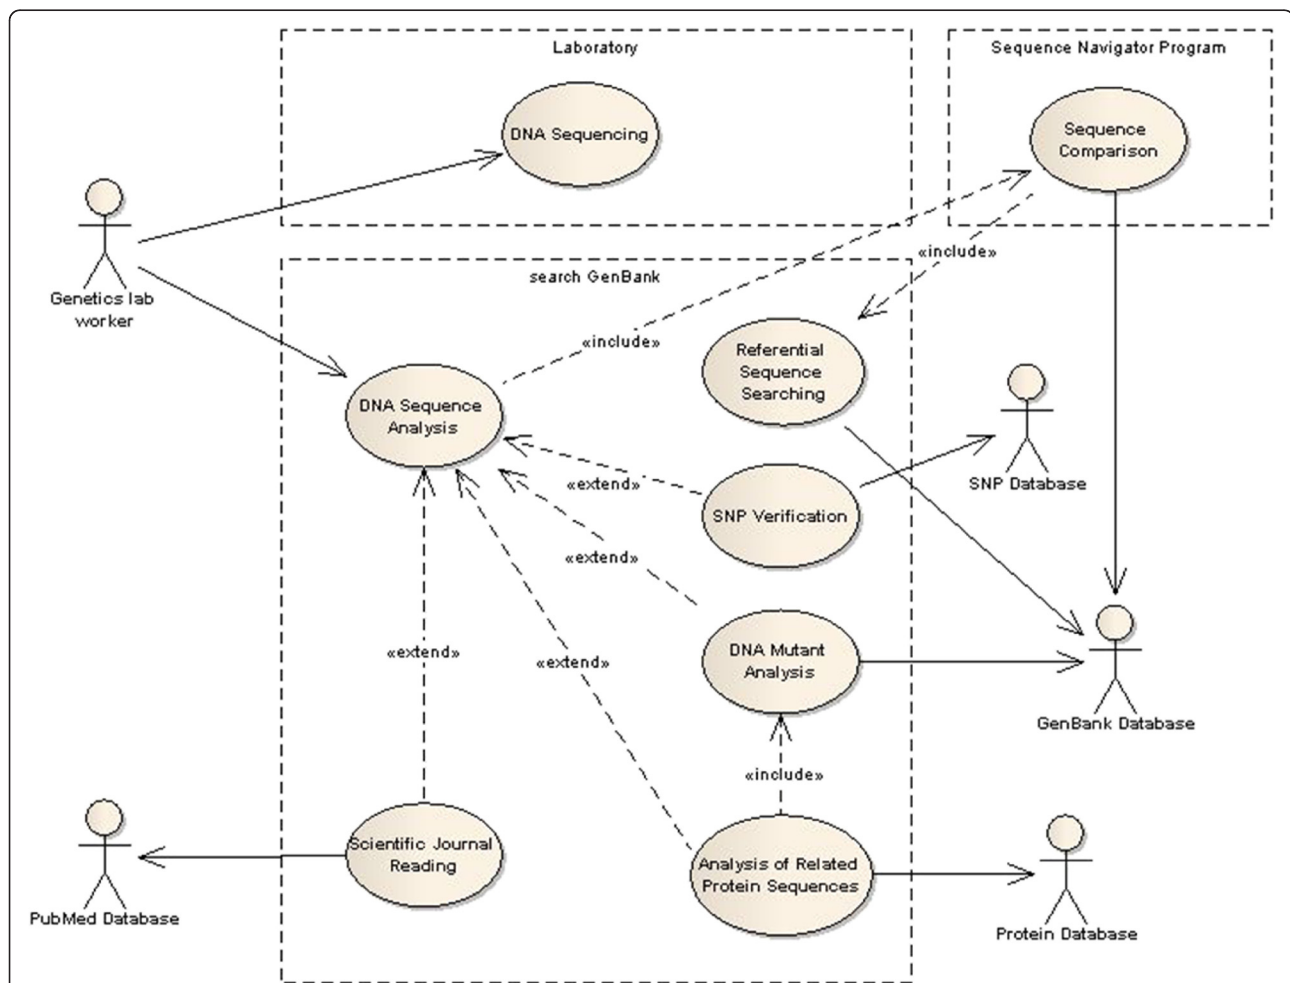 Laboratory
Sequence Navigator Program
DNA Sequencing
Sequence
Comparison
Genetics lab
worker
«include»
search GenBank
«include»
Referential
Sequence
Searching
DNA Sequence
Analysis
SNP Database
«extend»
SNP Verification
«extend»
«extend»
«extend»
DNA Mutant
Analysis
GenBank Database
«include»
Scientific Journal
Reading
Analysis of Related
Protein Sequences
PubMed Database
Protein Database